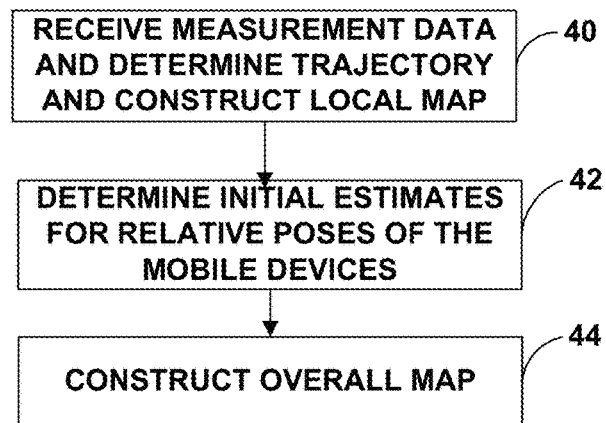 RECEIVE MEASUREMENT DATA
AND DETERMINE TRAJECTORY
AND CONSTRUCT LOCAL MAP
40
DETERMINE INITIAL ESTIMATES
FOR RELATIVE POSES OF THE
MOBILE DEVICES
42
CONSTRUCT OVERALL MAP
44